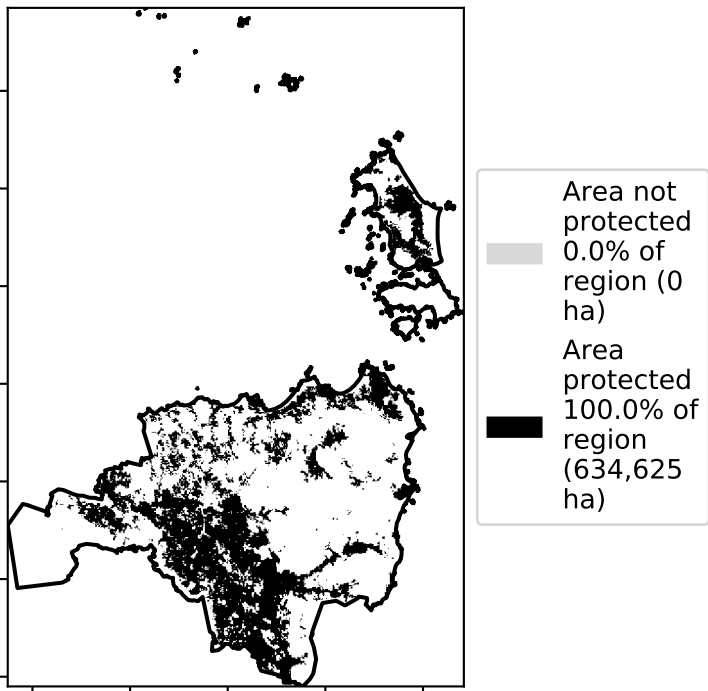 Area not
protected
0.0% of
region (0
ha)
Area
protected
100.0% of
region
(634,625
ha)